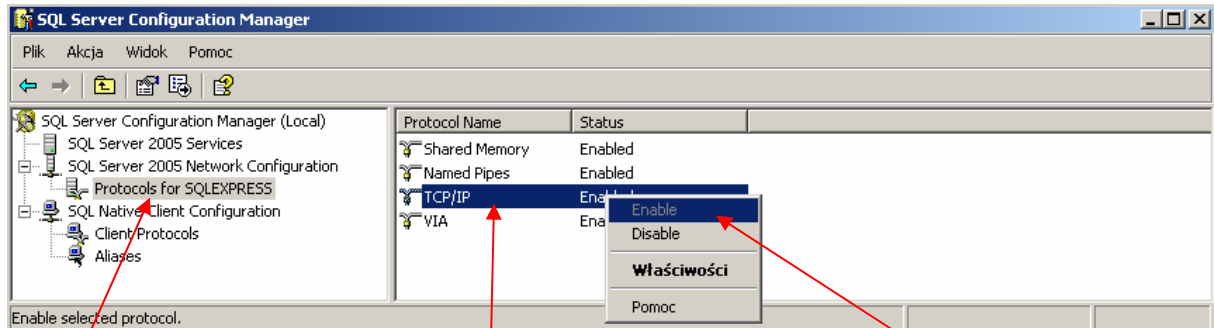 SQL Server Configuration Manager
Plik Akcja Widok Pomoc
SQL Server Configuration Manager (Local)
SQL Server 2005 Services
SQL Server 2005 Network Configuration
Protocols for SQLEXPRESS
SQL Native Client Configuration
Client Protocols
Aliases
Protocol Name Status
Shared Memory Enabled
Named Pipes Enabled
TCP/IP Enabled
VIA Ena
Enable
Disable
Właściwości
Pomoc
Enable selected protocol.